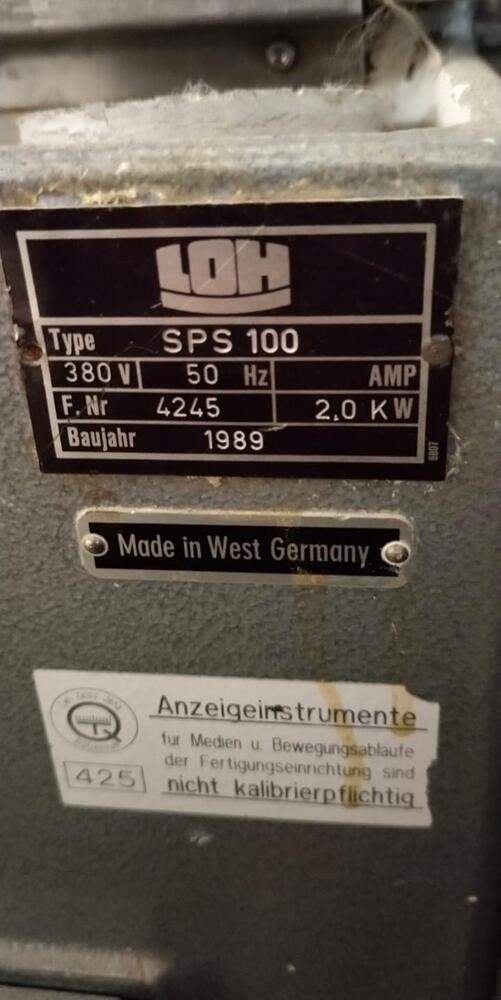 LOH
Type SPS 100
380 V 50 Hz AMP
F. Nr 4245 2.0 KW
Baujahr 1989
6807
Made in West Germany
Anzeigeinstrumente
für Medien u. Bewegungsabläufe
der Fertigungseinrichtung sind
425 nicht kalibrierpflichtig